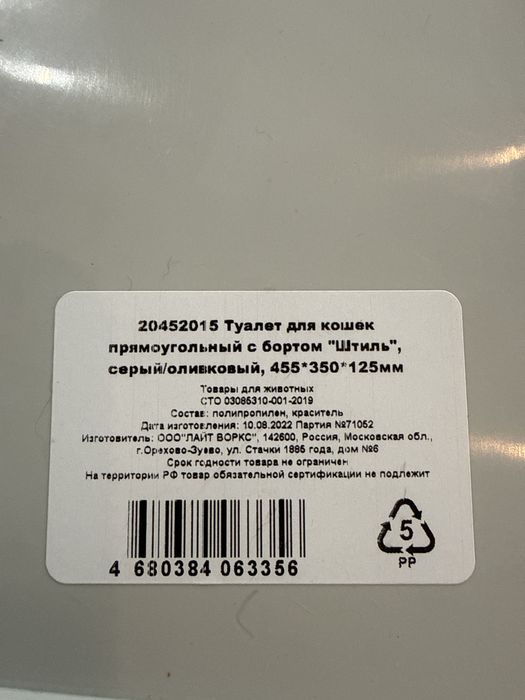 20452015 Туалет для кошек
прямоугольный с бортом "Штиль",
серый/оливковый, 455*350*125мм
Товары для животных
СТО 03085310-001-2019
Состав: полипропилен, краситель
Дата изготовления: 10.08.2022 Партия №71052
Изготовитель: ООО"ЛАЙТ ВОРКС", 142600, Россия, Московская обл.,
г.Орехово-Зуево, ул. Стачки 1885 года, дом №6
Срок годности товара не ограничен
На территории РФ товар обязательной сертификации не подлежит
5
PP
4 680384 063356